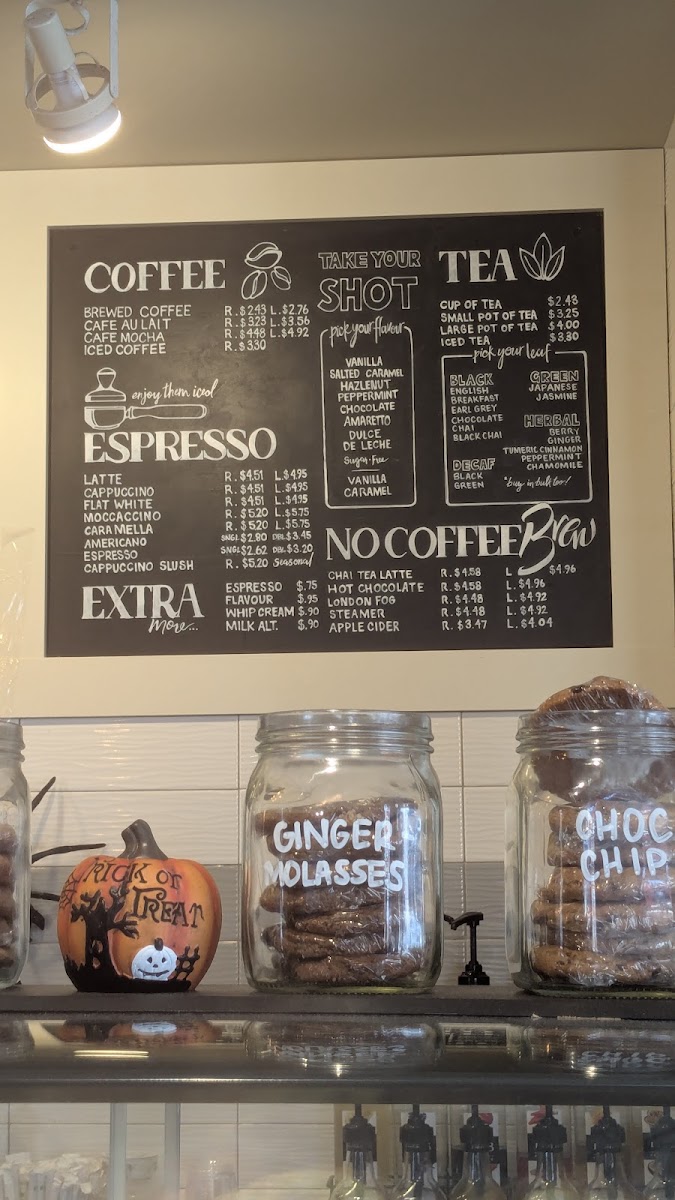 COFFEE
BREWED COFFEE R. $2.43 L. $2.76
CAFE AU LAIT R. $3.23 L. $3.56
CAFE MOCHA R. $4.48 L. $4.92
ICED COFFEE R. $3.30
enjoy them iced
ESPRESSO
LATTE R. $4.51 L. $4.95
CAPPUCCINO R. $4.51 L. $4.95
FLAT WHITE R. $4.51 L. $4.95
MOCCACCINO R. $5.20 L. $5.75
CARAMELLA R. $5.20 L. $5.75
AMERICANO SNGL $2.80 DBL $3.45
ESPRESSO SNGL $2.62 DBL $3.20
CAPPUCCINO SLUSH R. $5.20 Seasonal
EXTRA
More...
ESPRESSO $.75
FLAVOUR $.95
WHIP CREAM $.90
MILK ALT. $.90
TAKE YOUR
SHOT
pick your flavour
VANILLA
SALTED CARAMEL
HAZLENUT
PEPPERMINT
CHOCOLATE
AMARETTO
DULCE
DE LECHE
Sugar-Free
VANILLA
CARAMEL
TEA
CUP OF TEA $2.48
SMALL POT OF TEA $3.25
LARGE POT OF TEA $4.00
ICED TEA $3.30
pick your leaf
BLACK
ENGLISH
BREAKFAST
EARL GREY
CHOCOLATE
CHAI
BLACK CHAI
DECAF
BLACK
GREEN
GREEN
JAPANESE
JASMINE
HERBAL
BERRY
GINGER
TUMERIC CINNAMON
PEPPERMINT
CHAMOMILE
*buy in bulk too!
NO COFFEE Brew
CHAI TEA LATTE R. $4.58 L. $4.96
HOT CHOCOLATE R. $4.58 L. $4.96
LONDON FOG R. $4.48 L. $4.92
STEAMER R. $4.48 L. $4.92
APPLE CIDER R. $3.47 L. $4.04
TRICK OR
TREAT
GINGER
MOLASSES
CHOC
CHIP